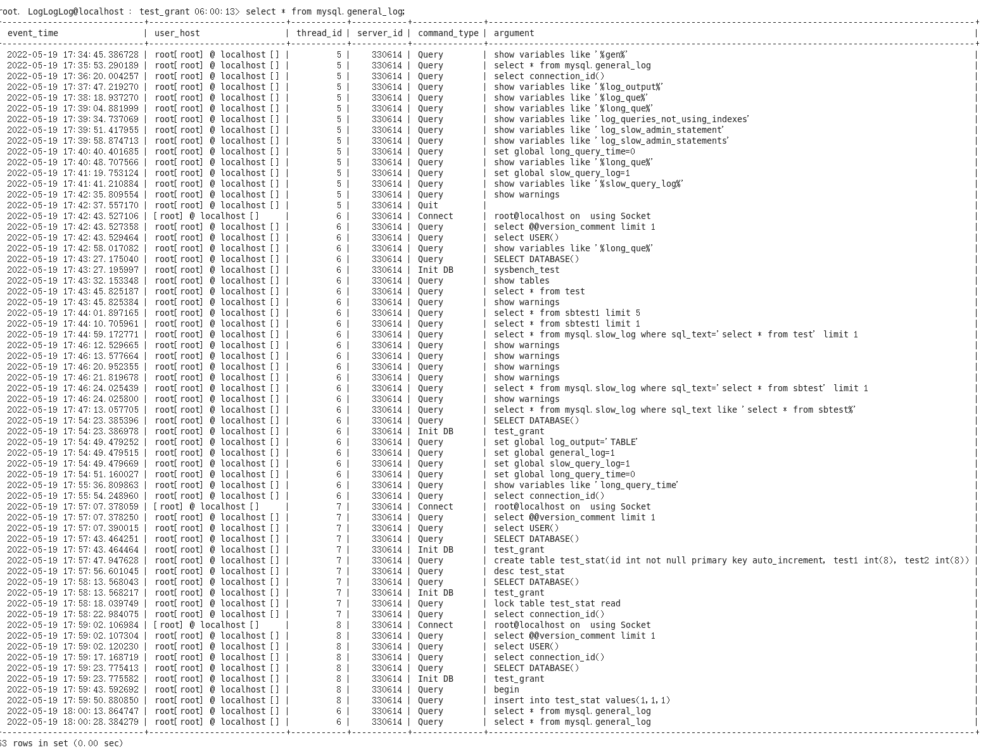 root. LogLogLog@localhost : test_grant 06:00:13> select * from mysql.general_log;
event_time | user_host | thread_id | server_id | command_type | argument |
2022-05-19 17:34:45.386728 | root[root] @ localhost [] | 5 | 330614 | Query | show variables like '%gen%' |
2022-05-19 17:35:53.290189 | root[root] @ localhost [] | 5 | 330614 | Query | select * from mysql.general_log |
2022-05-19 17:36:20.004257 | root[root] @ localhost [] | 5 | 330614 | Query | select connection_id() |
2022-05-19 17:37:47.219270 | root[root] @ localhost [] | 5 | 330614 | Query | show variables like '%log_output%' |
2022-05-19 17:38:18.937270 | root[root] @ localhost [] | 5 | 330614 | Query | show variables like '%log_que%' |
2022-05-19 17:39:04.881999 | root[root] @ localhost [] | 5 | 330614 | Query | show variables like '%long_que%' |
2022-05-19 17:39:34.737069 | root[root] @ localhost [] | 5 | 330614 | Query | show variables like 'log_queries_not_using_indexes' |
2022-05-19 17:39:51.417955 | root[root] @ localhost [] | 5 | 330614 | Query | show variables like 'log_slow_admin_statement' |
2022-05-19 17:39:58.874713 | root[root] @ localhost [] | 5 | 330614 | Query | show variables like 'log_slow_admin_statements' |
2022-05-19 17:40:40.401685 | root[root] @ localhost [] | 5 | 330614 | Query | set global long_query_time=0 |
2022-05-19 17:40:48.707566 | root[root] @ localhost [] | 5 | 330614 | Query | show variables like '%long_que%' |
2022-05-19 17:41:19.753124 | root[root] @ localhost [] | 5 | 330614 | Query | set global slow_query_log=1 |
2022-05-19 17:41:41.210884 | root[root] @ localhost [] | 5 | 330614 | Query | show variables like '%slow_query_log%' |
2022-05-19 17:42:35.809554 | root[root] @ localhost [] | 5 | 330614 | Query | show warnings |
2022-05-19 17:42:37.557170 | root[root] @ localhost [] | 5 | 330614 | Quit | |
2022-05-19 17:42:43.527106 | [root] @ localhost [] | 6 | 330614 | Connect | root@localhost on  using Socket |
2022-05-19 17:42:43.527358 | root[root] @ localhost [] | 6 | 330614 | Query | select @@version_comment limit 1 |
2022-05-19 17:42:43.529464 | root[root] @ localhost [] | 6 | 330614 | Query | select USER() |
2022-05-19 17:42:58.017082 | root[root] @ localhost [] | 6 | 330614 | Query | show variables like '%long_que%' |
2022-05-19 17:43:27.175040 | root[root] @ localhost [] | 6 | 330614 | Query | SELECT DATABASE() |
2022-05-19 17:43:27.195997 | root[root] @ localhost [] | 6 | 330614 | Init DB | sysbench_test |
2022-05-19 17:43:32.153348 | root[root] @ localhost [] | 6 | 330614 | Query | show tables |
2022-05-19 17:43:45.825187 | root[root] @ localhost [] | 6 | 330614 | Query | select * from test |
2022-05-19 17:43:45.825384 | root[root] @ localhost [] | 6 | 330614 | Query | show warnings |
2022-05-19 17:44:01.897165 | root[root] @ localhost [] | 6 | 330614 | Query | select * from sbtest1 limit 5 |
2022-05-19 17:44:10.705961 | root[root] @ localhost [] | 6 | 330614 | Query | select * from sbtest1 limit 1 |
2022-05-19 17:44:59.172771 | root[root] @ localhost [] | 6 | 330614 | Query | select * from mysql.slow_log where sql_text='select * from test' limit 1 |
2022-05-19 17:46:12.529665 | root[root] @ localhost [] | 6 | 330614 | Query | show warnings |
2022-05-19 17:46:13.577664 | root[root] @ localhost [] | 6 | 330614 | Query | show warnings |
2022-05-19 17:46:20.952355 | root[root] @ localhost [] | 6 | 330614 | Query | show warnings |
2022-05-19 17:46:21.819678 | root[root] @ localhost [] | 6 | 330614 | Query | show warnings |
2022-05-19 17:46:24.025439 | root[root] @ localhost [] | 6 | 330614 | Query | select * from mysql.slow_log where sql_text='select * from sbtest' limit 1 |
2022-05-19 17:46:24.025800 | root[root] @ localhost [] | 6 | 330614 | Query | show warnings |
2022-05-19 17:47:13.057705 | root[root] @ localhost [] | 6 | 330614 | Query | select * from mysql.slow_log where sql_text like 'select * from sbtest%' |
2022-05-19 17:54:23.385396 | root[root] @ localhost [] | 6 | 330614 | Query | SELECT DATABASE() |
2022-05-19 17:54:23.386978 | root[root] @ localhost [] | 6 | 330614 | Init DB | test_grant |
2022-05-19 17:54:49.479252 | root[root] @ localhost [] | 6 | 330614 | Query | set global log_output='TABLE' |
2022-05-19 17:54:49.479515 | root[root] @ localhost [] | 6 | 330614 | Query | set global general_log=1 |
2022-05-19 17:54:49.479669 | root[root] @ localhost [] | 6 | 330614 | Query | set global slow_query_log=1 |
2022-05-19 17:54:51.160027 | root[root] @ localhost [] | 6 | 330614 | Query | set global long_query_time=0 |
2022-05-19 17:55:36.809863 | root[root] @ localhost [] | 6 | 330614 | Query | show variables like 'long_query_time' |
2022-05-19 17:55:54.248960 | root[root] @ localhost [] | 6 | 330614 | Query | select connection_id() |
2022-05-19 17:57:07.378059 | [root] @ localhost [] | 7 | 330614 | Connect | root@localhost on  using Socket |
2022-05-19 17:57:07.378250 | root[root] @ localhost [] | 7 | 330614 | Query | select @@version_comment limit 1 |
2022-05-19 17:57:07.390015 | root[root] @ localhost [] | 7 | 330614 | Query | select USER() |
2022-05-19 17:57:43.464251 | root[root] @ localhost [] | 7 | 330614 | Query | SELECT DATABASE() |
2022-05-19 17:57:43.464464 | root[root] @ localhost [] | 7 | 330614 | Init DB | test_grant |
2022-05-19 17:57:47.947628 | root[root] @ localhost [] | 7 | 330614 | Query | create table test_stat(id int not null primary key auto_increment, test1 int(8), test2 int(8)) |
2022-05-19 17:57:56.601045 | root[root] @ localhost [] | 7 | 330614 | Query | desc test_stat |
2022-05-19 17:58:13.568043 | root[root] @ localhost [] | 7 | 330614 | Query | SELECT DATABASE() |
2022-05-19 17:58:13.568217 | root[root] @ localhost [] | 7 | 330614 | Init DB | test_grant |
2022-05-19 17:58:18.039749 | root[root] @ localhost [] | 7 | 330614 | Query | lock table test_stat read |
2022-05-19 17:58:22.984075 | root[root] @ localhost [] | 7 | 330614 | Query | select connection_id() |
2022-05-19 17:59:02.106984 | [root] @ localhost [] | 8 | 330614 | Connect | root@localhost on  using Socket |
2022-05-19 17:59:02.107304 | root[root] @ localhost [] | 8 | 330614 | Query | select @@version_comment limit 1 |
2022-05-19 17:59:02.120230 | root[root] @ localhost [] | 8 | 330614 | Query | select USER() |
2022-05-19 17:59:17.168719 | root[root] @ localhost [] | 8 | 330614 | Query | select connection_id() |
2022-05-19 17:59:23.775413 | root[root] @ localhost [] | 8 | 330614 | Query | SELECT DATABASE() |
2022-05-19 17:59:23.775582 | root[root] @ localhost [] | 8 | 330614 | Init DB | test_grant |
2022-05-19 17:59:43.592692 | root[root] @ localhost [] | 8 | 330614 | Query | begin |
2022-05-19 17:59:50.880850 | root[root] @ localhost [] | 8 | 330614 | Query | insert into test_stat values(1,1,1) |
2022-05-19 18:00:13.864747 | root[root] @ localhost [] | 6 | 330614 | Query | select * from mysql.general_log |
2022-05-19 18:00:28.384279 | root[root] @ localhost [] | 6 | 330614 | Query | select * from mysql.general_log |
63 rows in set (0.00 sec)